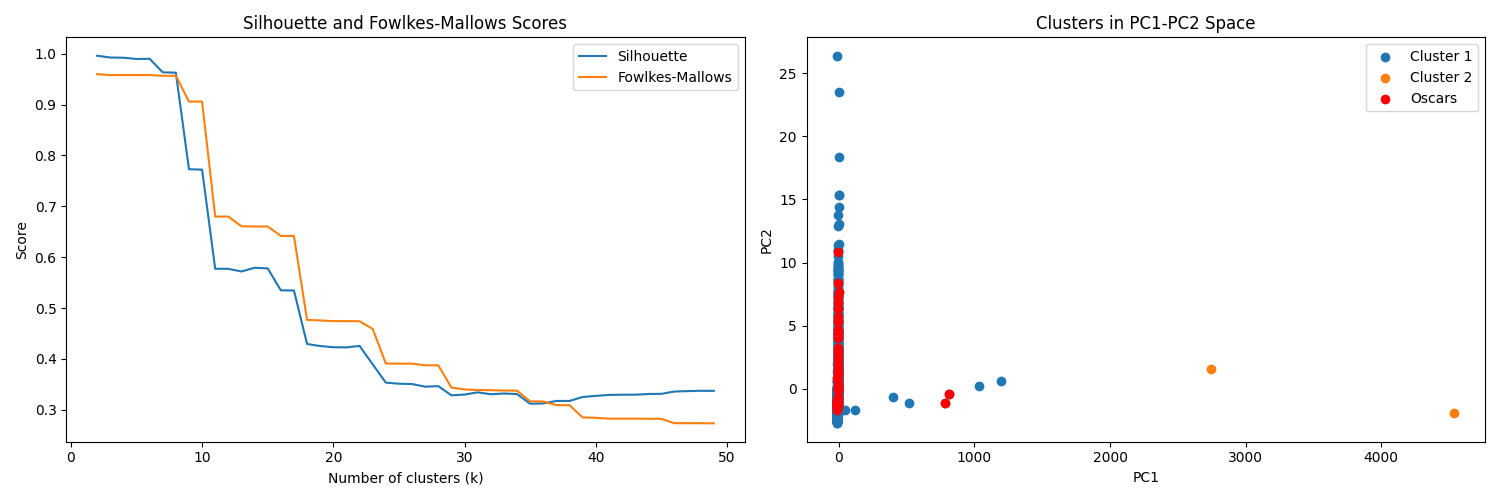 Silhouette and Fowlkes-Mallows Scores
Score
1.0
0.9
0.8
0.7
0.6
0.5
0.4
0.3
Silhouette
Fowlkes-Mallows
0
10
20
30
40
50
Number of clusters (k)
Clusters in PC1-PC2 Space
PC2
25
20
15
10
5
0
Cluster 1
Cluster 2
Oscars
0
1000
2000
3000
4000
PC1